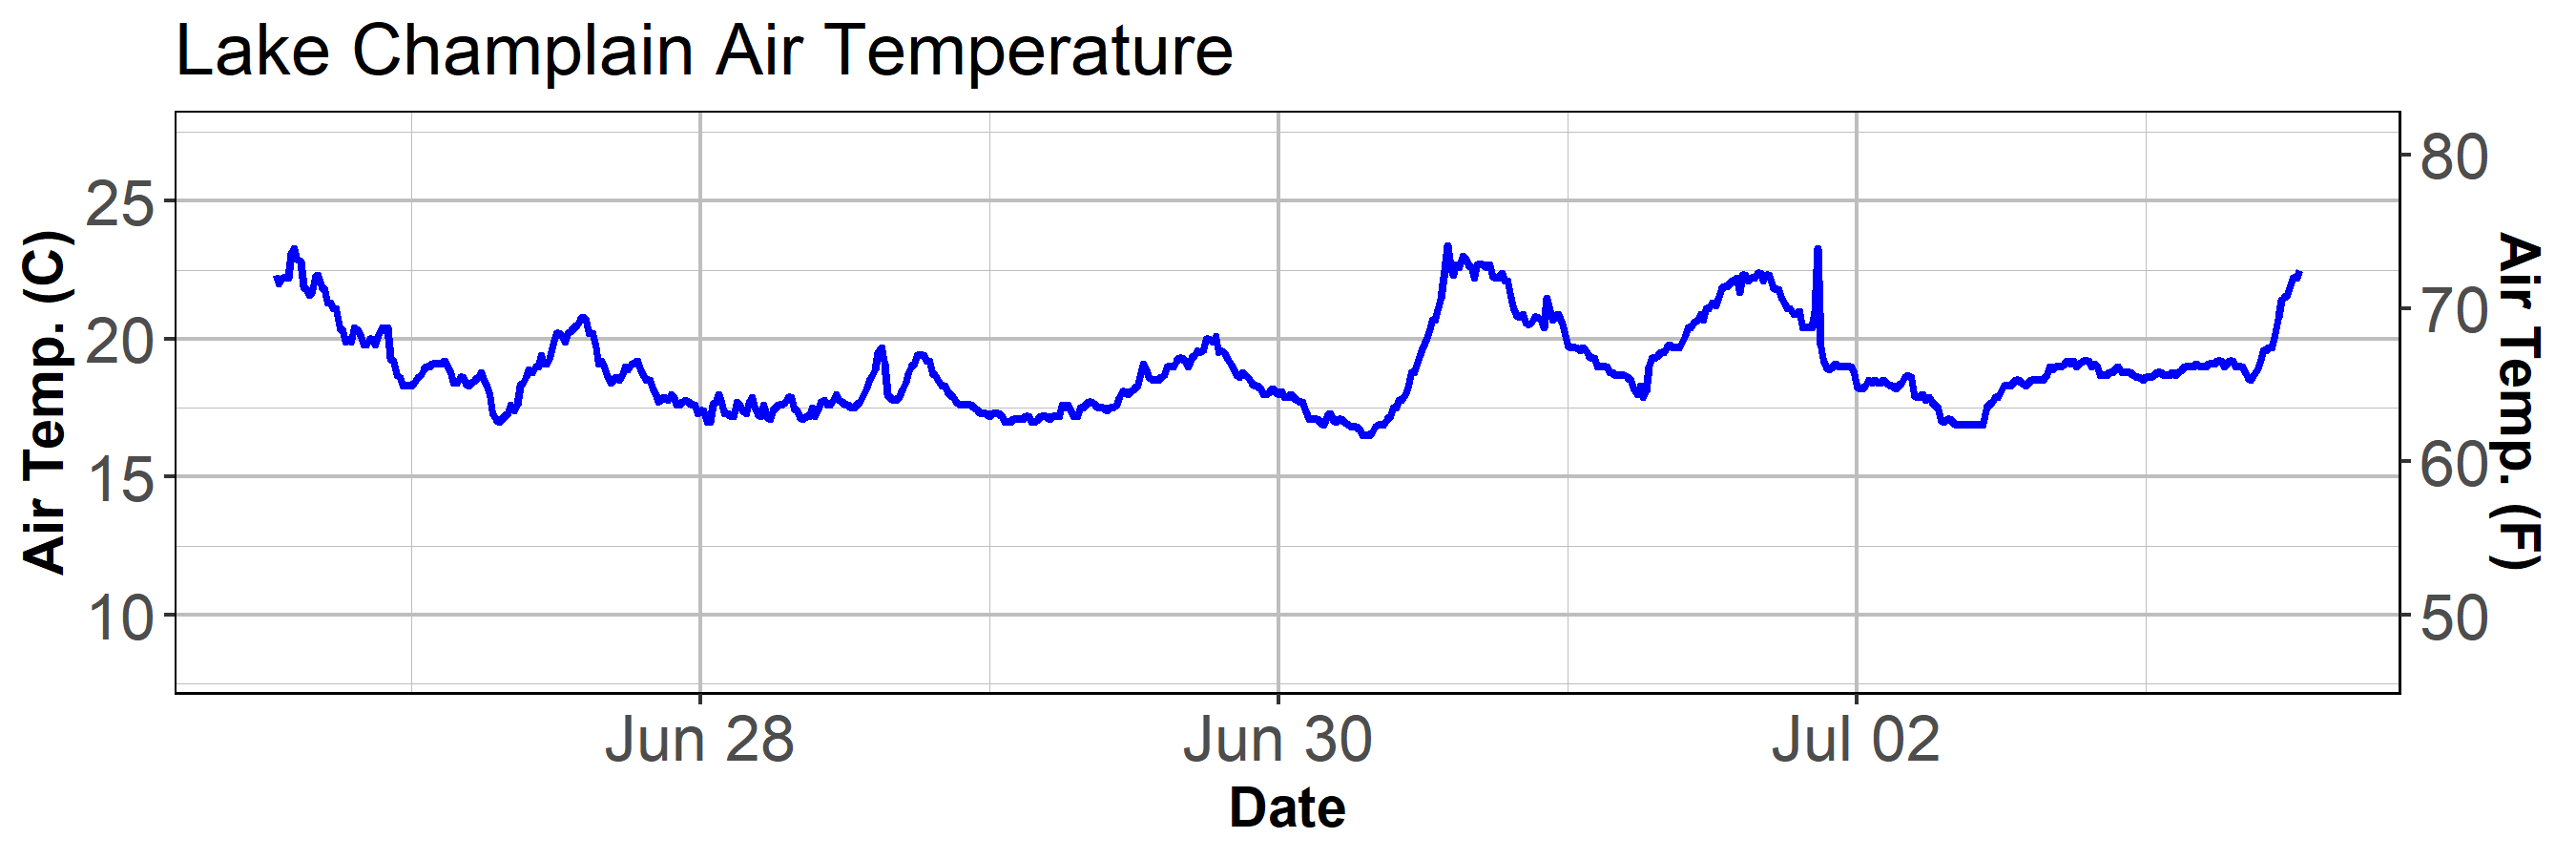 Lake Champlain Air Temperature
Air Temp. (C)
25
20
15
10
80
70
60
50
Air Temp. (F)
Jun 28
Jun 30
Jul 02
Date